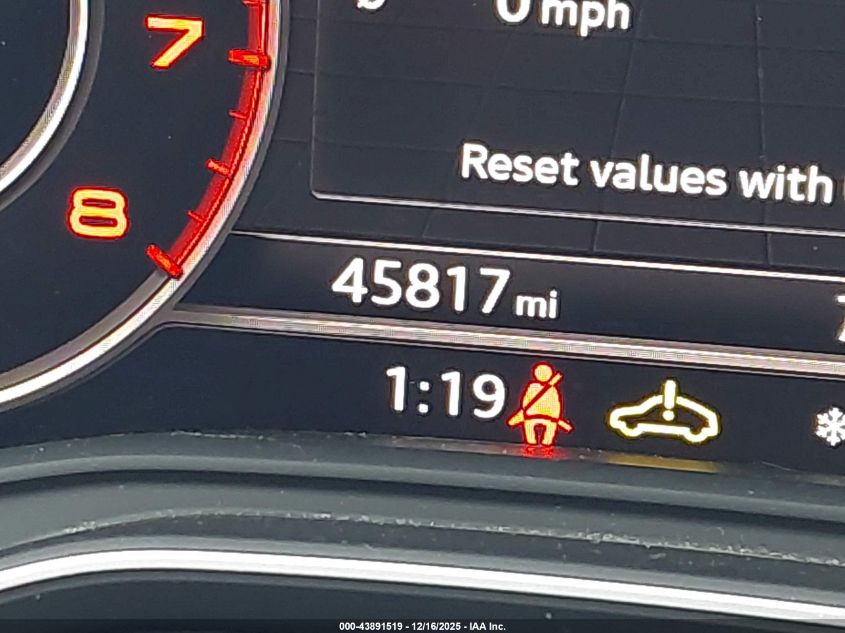 7
8
0 mph
Reset values with
45817 mi
1:19
000-43891519 - 12/16/2025 - IAA Inc.